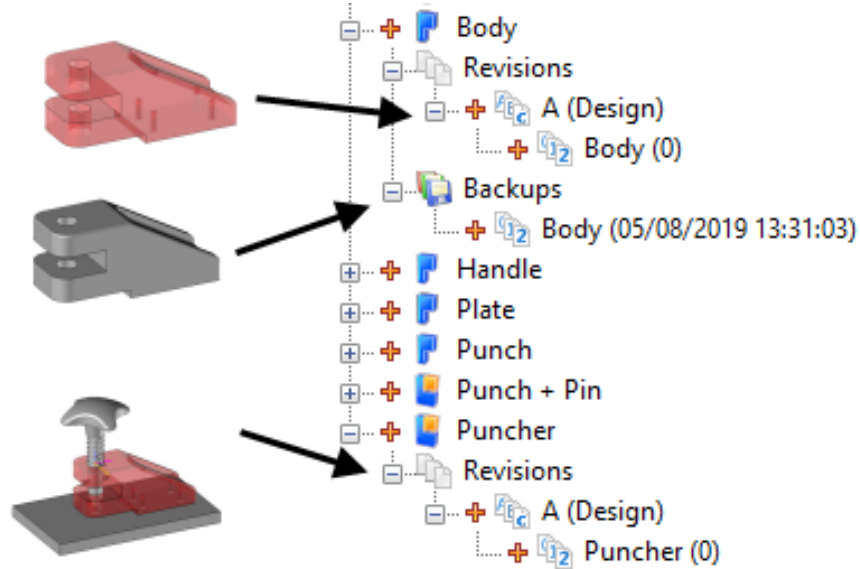 Body
Revisions
A (Design)
Body (0)
Backups
Body (05/08/2019 13:31:03)
Handle
Plate
Punch
Punch + Pin
Puncher
Revisions
A (Design)
Puncher (0)